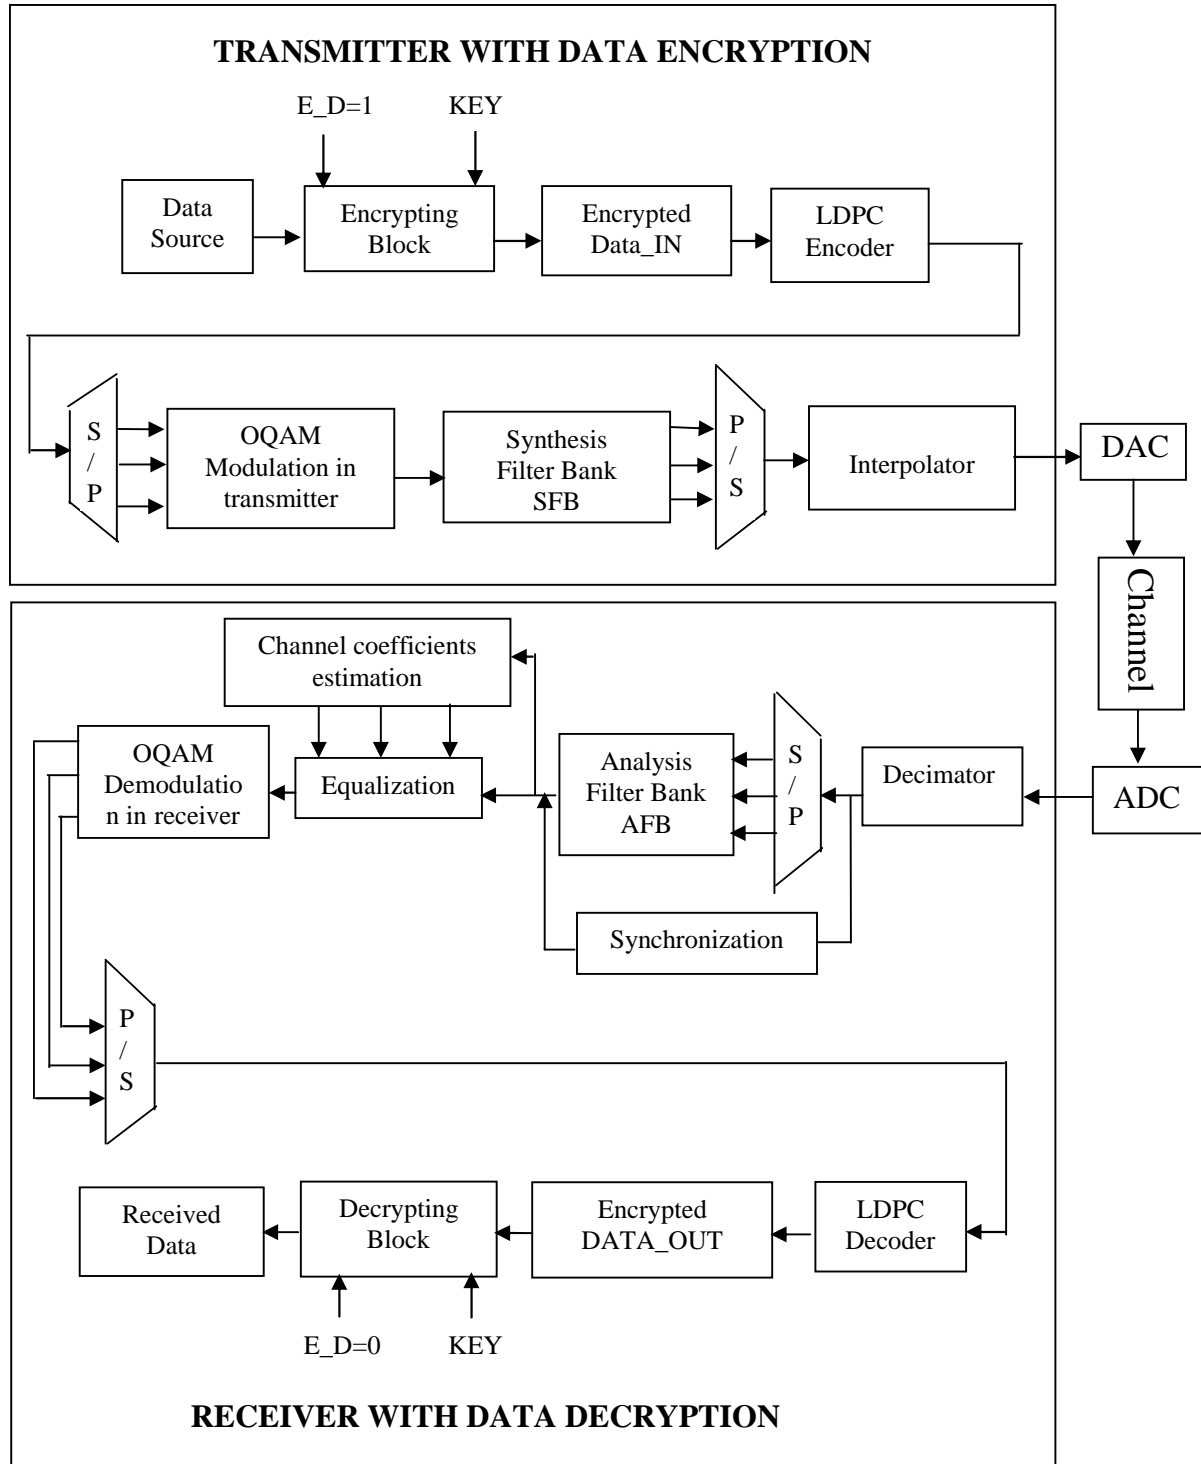 TRANSMITTER WITH DATA ENCRYPTION
E_D=1
KEY
Data
Source
Encrypting
Block
Encrypted
Data_IN
LDPC
Encoder
S
/
P
OQAM
Modulation in
transmitter
Synthesis
Filter Bank
SFB
P
/
S
Interpolator
DAC
Channel
ADC
Decimator
S
/
P
Analysis
Filter Bank
AFB
Synchronization
Channel coefficients
estimation
Equalization
OQAM
Demodulatio
n in receiver
P
/
S
LDPC
Decoder
Encrypted
DATA_OUT
Decrypting
Block
Received
Data
E_D=0
KEY
RECEIVER WITH DATA DECRYPTION